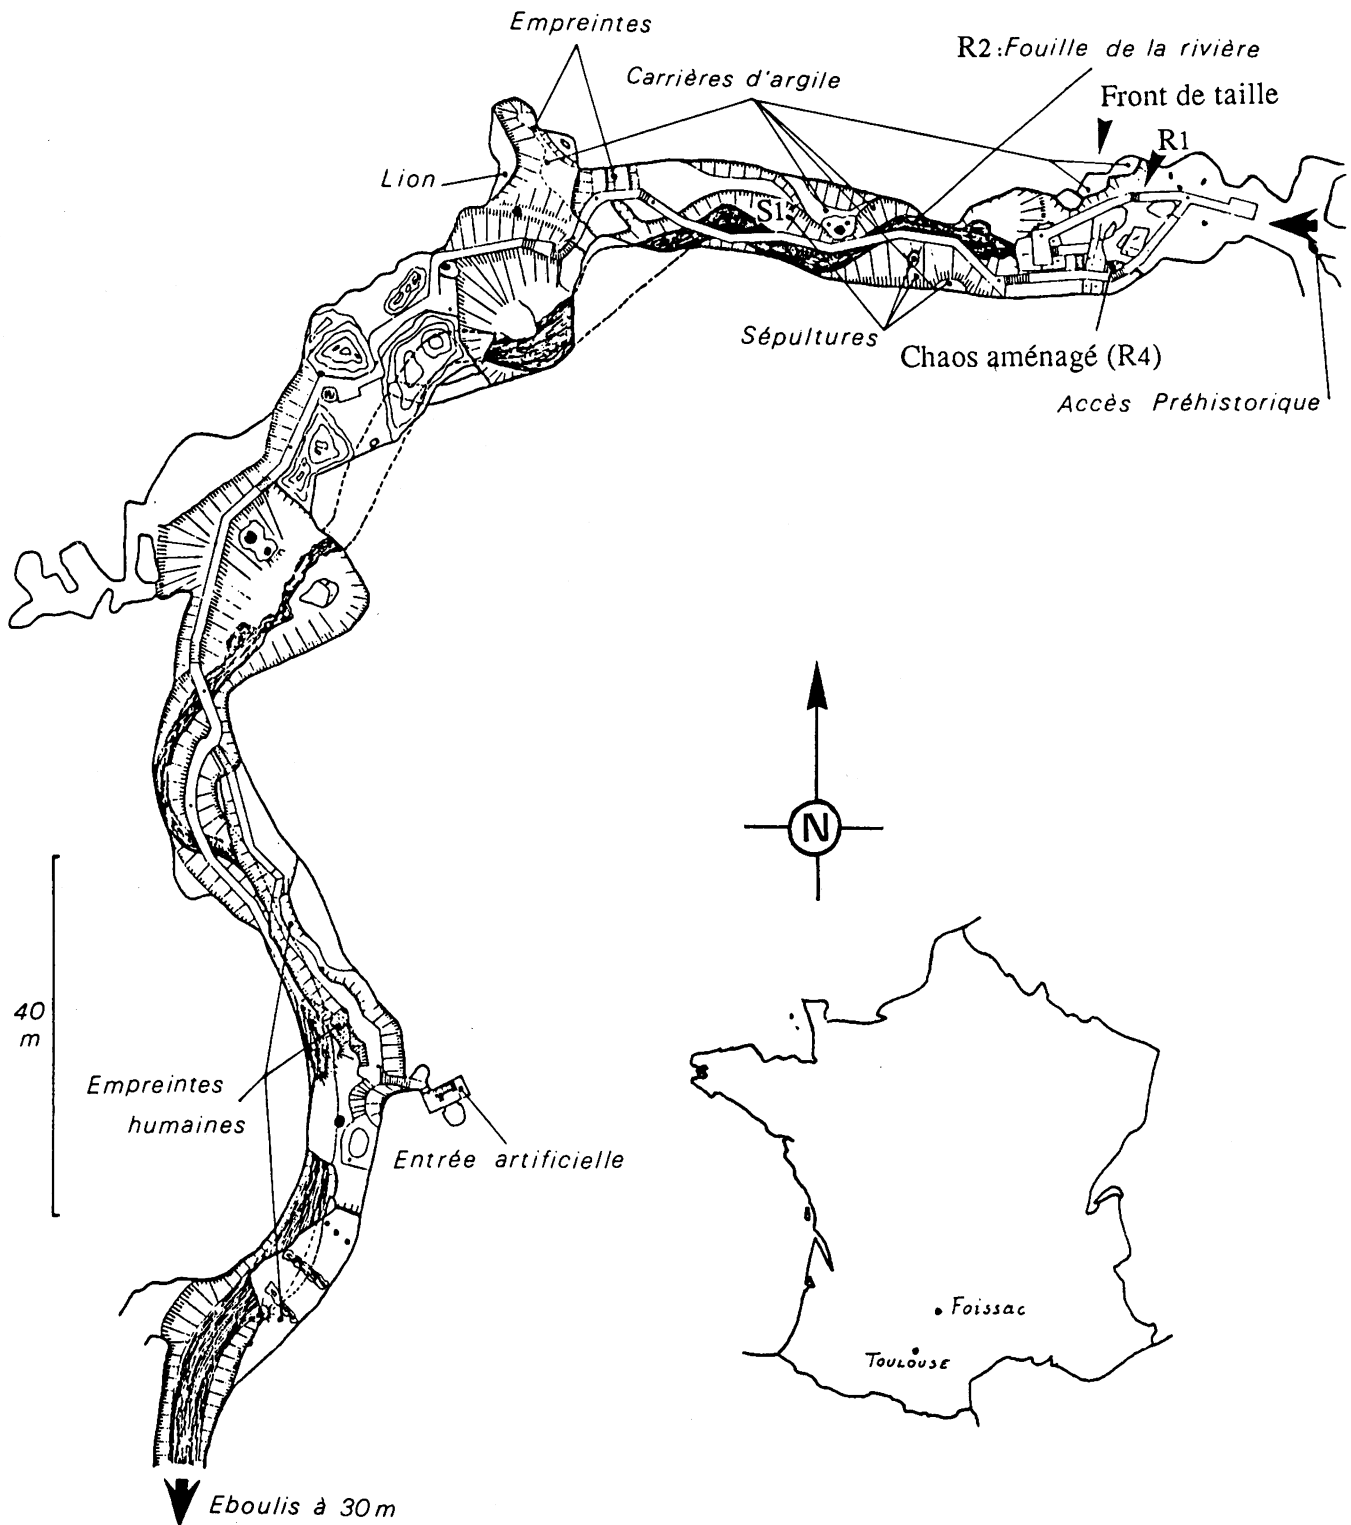 Empreintes
R2:Fouille de la rivière
Carrières d'argile
Front de taille
R1
Lion
S1
Sépultures
Chaos aménagé (R4)
Accès Préhistorique
N
40
m
Empreintes
humaines
Entrée artificielle
Foissac
TOULOUSE
Eboulis à 30m